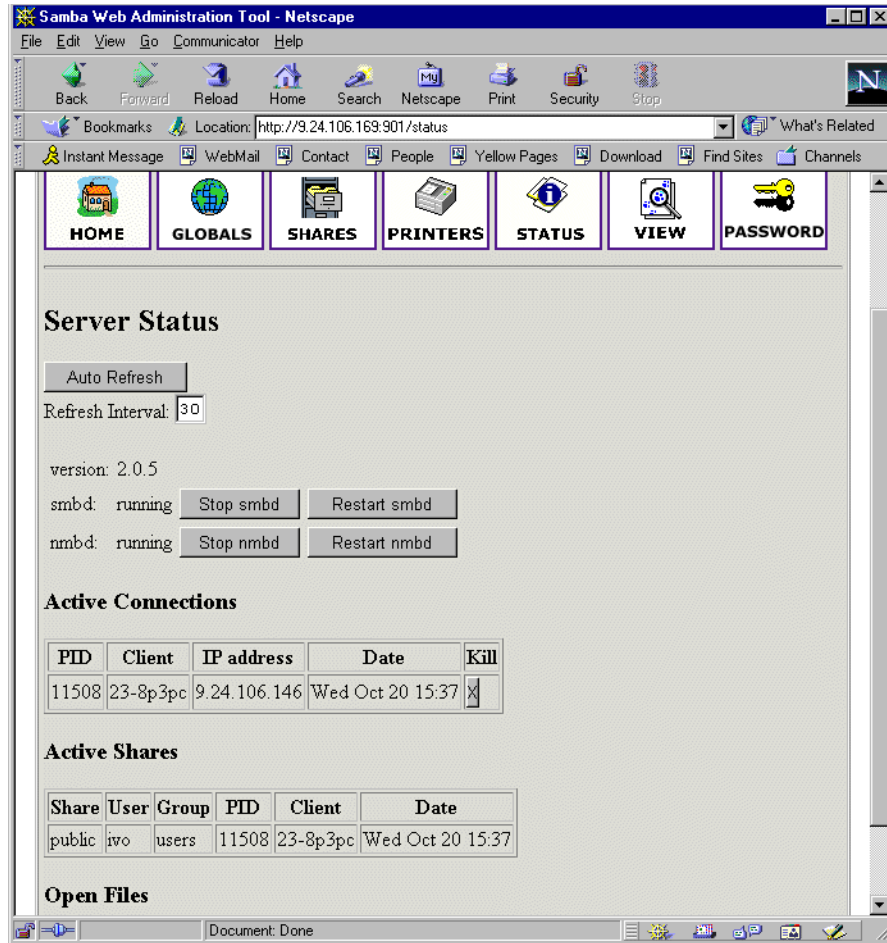 Samba Web Administration Tool - Netscape
File Edit View Go Communicator Help
My
N
Back Forward Reload Home Search Netscape Print Security Stop
Bookmarks Location: http://9.24.106.169:901/status What's Related
Instant Message WebMail Contact People Yellow Pages Download Find Sites Channels
HOME GLOBALS SHARES PRINTERS STATUS VIEW PASSWORD
Server Status
Auto Refresh
Refresh Interval: 30
version: 2.0.5
smbd: running Stop smbd Restart smbd
nmbd: running Stop nmbd Restart nmbd
Active Connections
PID Client IP address Date Kill
11508 23-8p3pc 9.24.106.146 Wed Oct 20 15:37 X
Active Shares
Share User Group PID Client Date
public ivo users 11508 23-8p3pc Wed Oct 20 15:37
Open Files
Document: Done